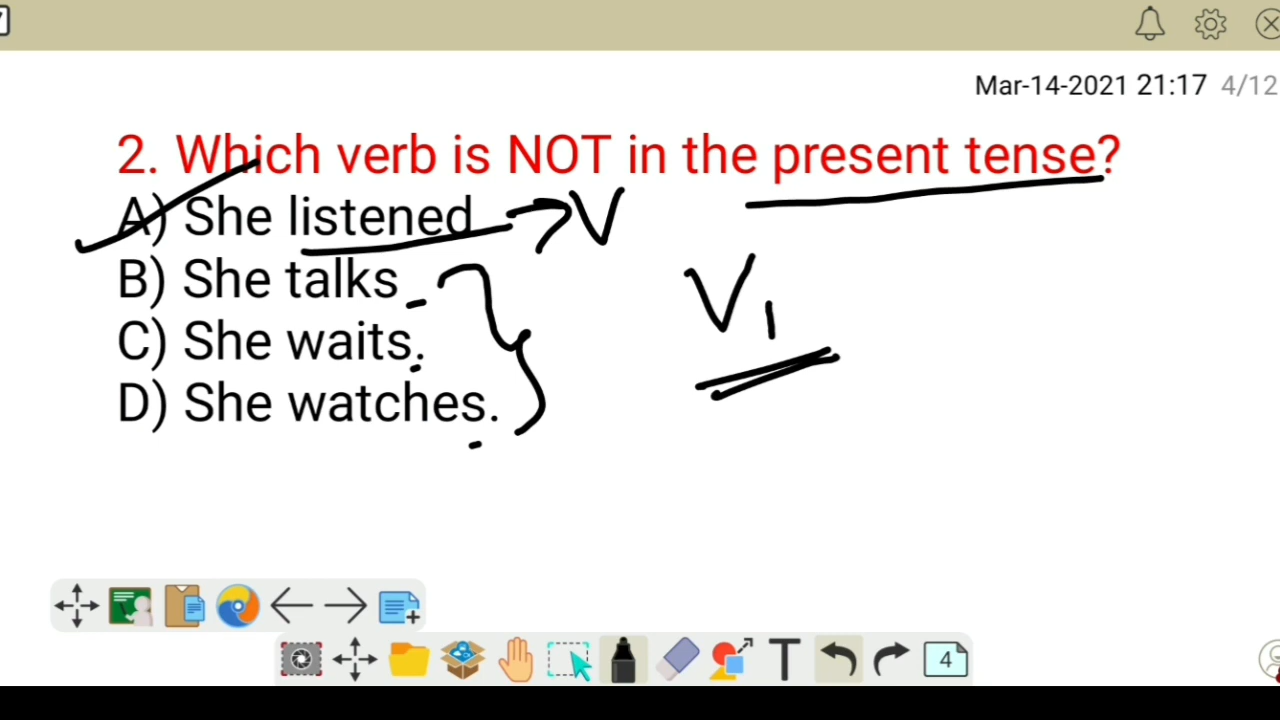 Mar-14-2021 21:17 4/12
2. Which verb is NOT in the present tense?
A) She listened → V
B) She talks
C) She waits.
D) She watches.
V1
4